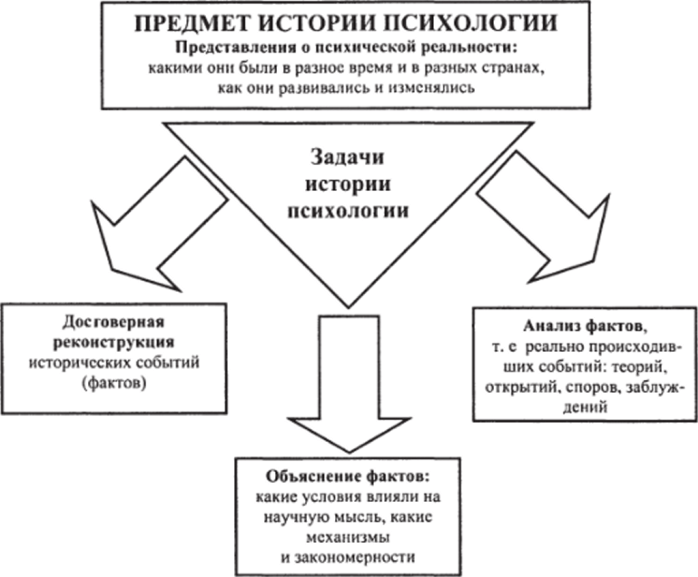 ПРЕДМЕТ ИСТОРИИ ПСИХОЛОГИИ
Представления о психической реальности:
какими они были в разное время и в разных странах,
как они развивались и изменялись
Задачи
истории
психологии
Досговерная
реконструкция
исторических событий
(фактов)
Анализ фактов,
т. е реально происходив-
ших событий: теорий,
открытий, споров, заблуж-
дений
Объяснение фактов:
какие условия влияли на
научную мысль, какие
механизмы
и закономерности